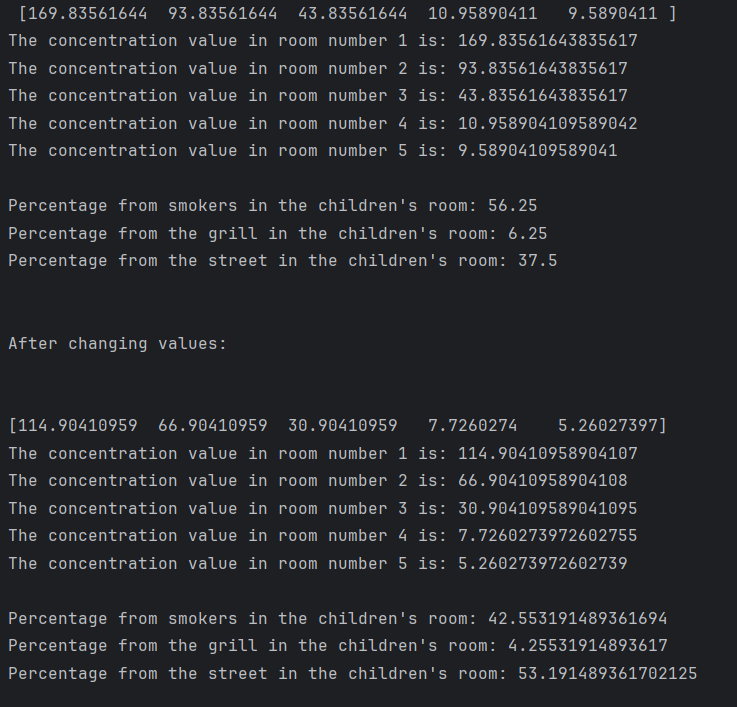 [169.83561644  93.83561644  43.83561644  10.95890411   9.5890411 ]
The concentration value in room number 1 is: 169.83561643835617
The concentration value in room number 2 is: 93.83561643835617
The concentration value in room number 3 is: 43.83561643835617
The concentration value in room number 4 is: 10.958904109589042
The concentration value in room number 5 is: 9.58904109589041
Percentage from smokers in the children's room: 56.25
Percentage from the grill in the children's room: 6.25
Percentage from the street in the children's room: 37.5
After changing values:
[114.90410959  66.90410959  30.90410959   7.7260274    5.26027397]
The concentration value in room number 1 is: 114.90410958904107
The concentration value in room number 2 is: 66.90410958904108
The concentration value in room number 3 is: 30.904109589041095
The concentration value in room number 4 is: 7.7260273972602755
The concentration value in room number 5 is: 5.260273972602739
Percentage from smokers in the children's room: 42.553191489361694
Percentage from the grill in the children's room: 4.25531914893617
Percentage from the street in the children's room: 53.191489361702125